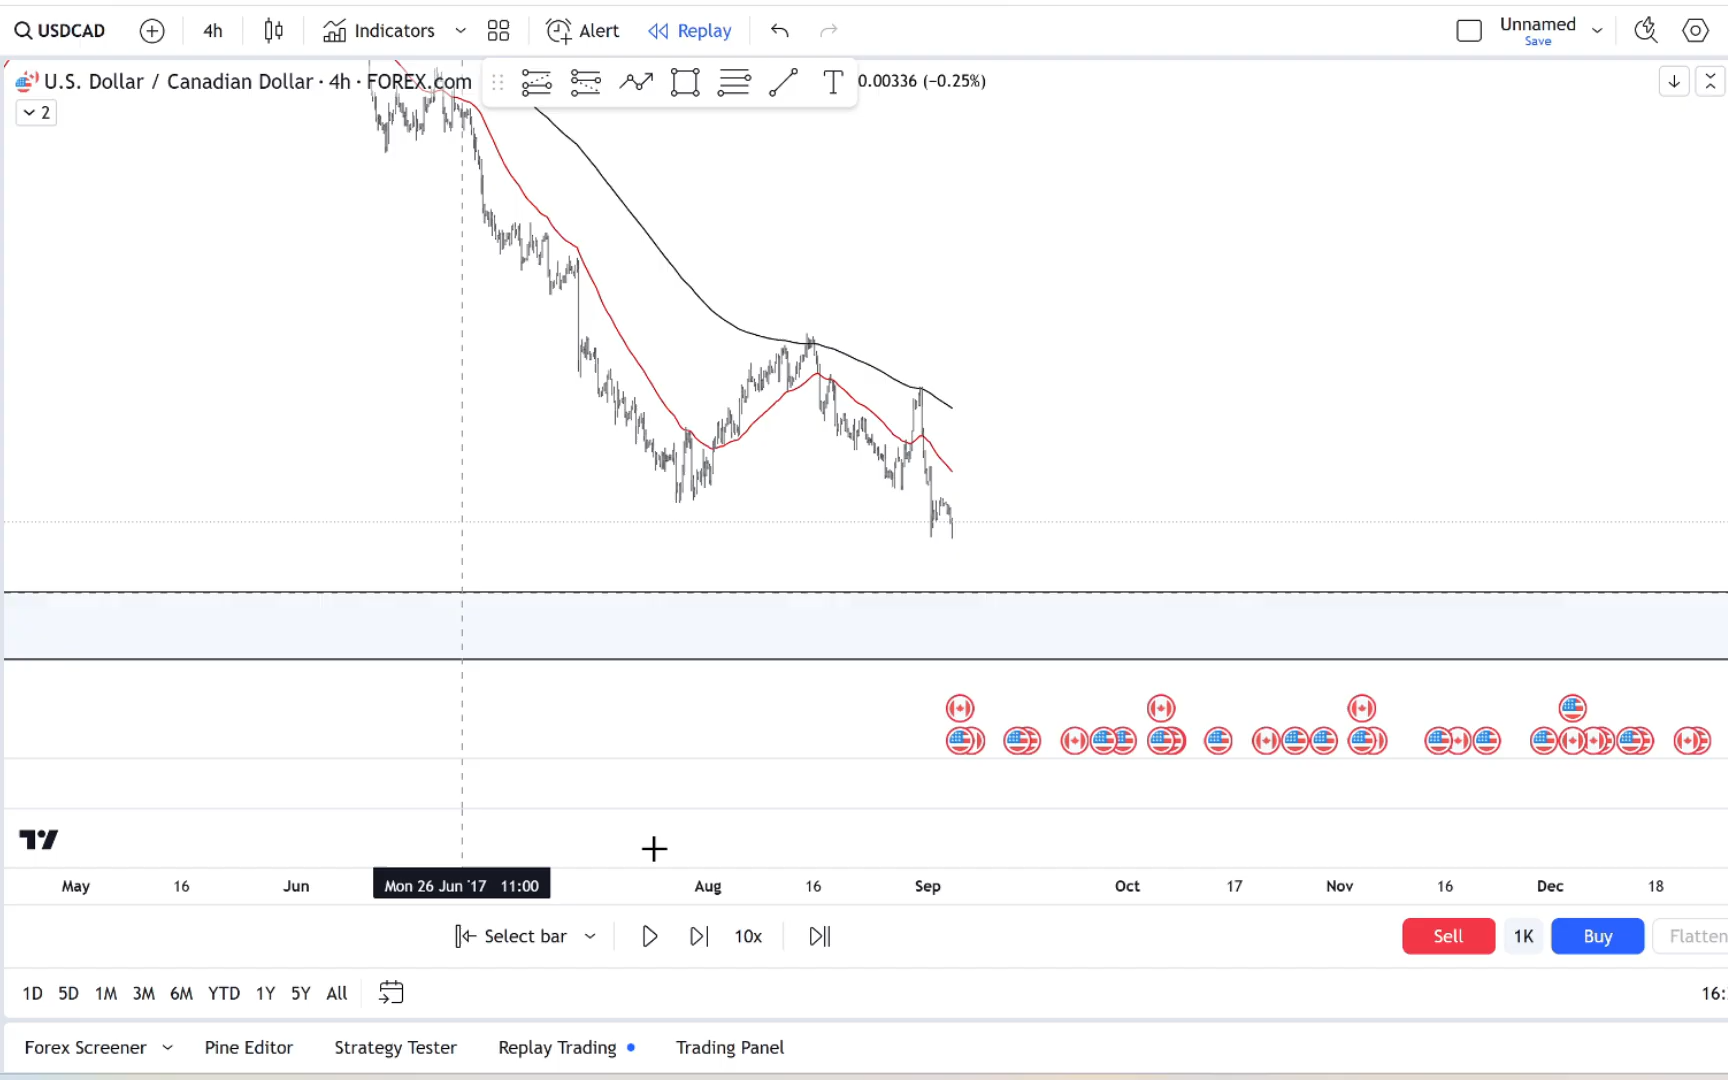 USDCAD 4h Indicators Alert Replay Unnamed
Save
U.S. Dollar / Canadian Dollar · 4h · FOREX.com T 0.00336 (−0.25%)
2
May 16 Jun Mon 26 Jun '17 11:00 Aug 16 Sep Oct 17 Nov 16 Dec 18
Select bar 10x Sell 1K Buy Flatten
1D 5D 1M 3M 6M YTD 1Y 5Y All 16:
Forex Screener Pine Editor Strategy Tester Replay Trading Trading Panel